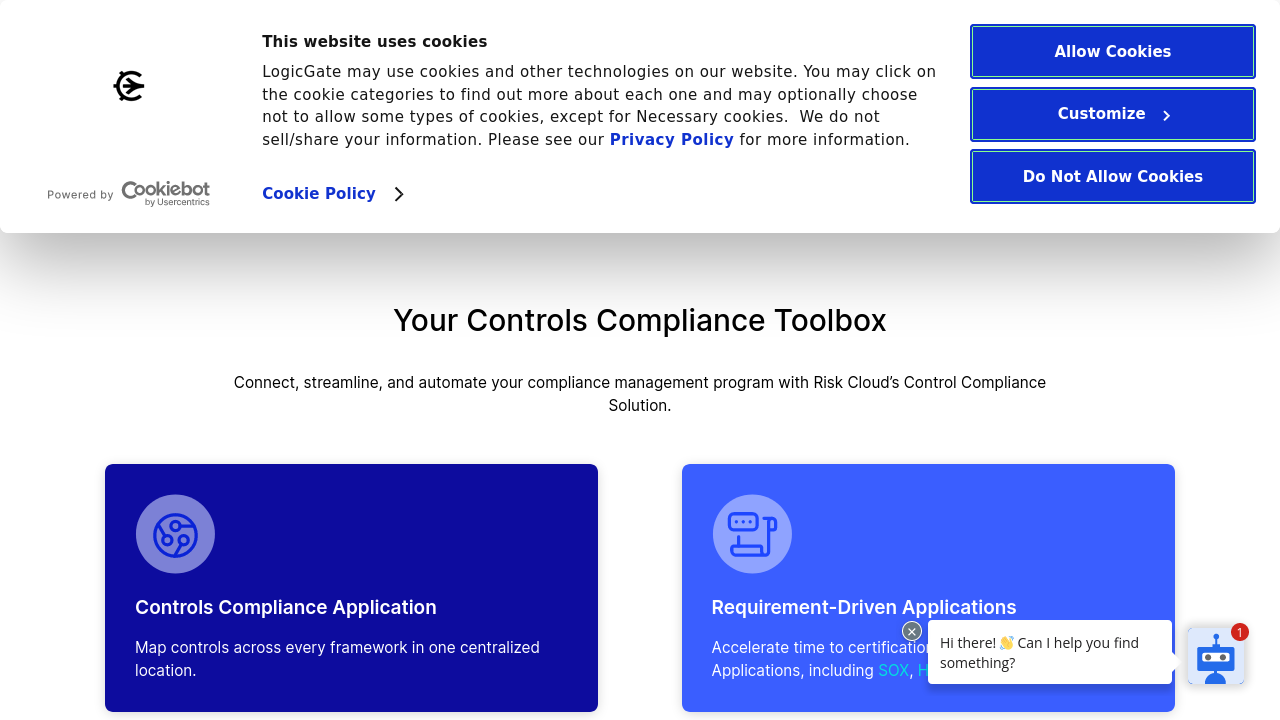 This website uses cookies
LogicGate may use cookies and other technologies on our website. You may click on
the cookie categories to find out more about each one and may optionally choose
not to allow some types of cookies, except for Necessary cookies.  We do not
sell/share your information. Please see our Privacy Policy for more information.
Powered by Cookiebot
by Usercentrics
Cookie Policy
Allow Cookies
Customize
Do Not Allow Cookies
Your Controls Compliance Toolbox
Connect, streamline, and automate your compliance management program with Risk Cloud’s Control Compliance
Solution.
Controls Compliance Application
Map controls across every framework in one centralized
location.
Requirement-Driven Applications
Accelerate time to certification
Applications, including SOX,
Hi there! 👋 Can I help you find
something?
1